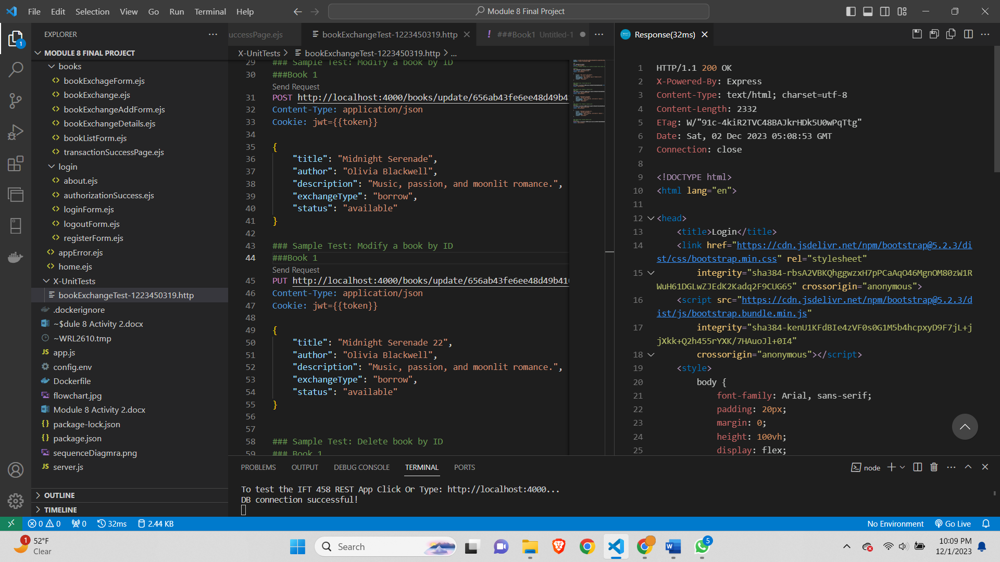 File Edit Selection View Go Run Terminal Help
Module 8 Final Project
EXPLORER
MODULE 8 FINAL PROJECT
books
bookExchageForm.ejs
bookExchange.ejs
bookExchangeAddForm.ejs
bookExchangeDetails.ejs
bookListForm.ejs
transactionSuccessPage.ejs
login
about.ejs
authorizationSuccess.ejs
loginForm.ejs
logoutForm.ejs
registerForm.ejs
appError.ejs
home.ejs
X-UnitTests
bookExchangeTest-1223450319.http
.dockerignore
~$dule 8 Activity 2.docx
~WRL2610.tmp
JS app.js
config.env
Dockerfile
flowchart.jpg
Module 8 Activity 2.docx
{} package-lock.json
{} package.json
sequenceDiagmra.png
JS server.js
OUTLINE
TIMELINE
uccessPage.ejs
bookExchangeTest-1223450319.http
! ###Book1 Untitled-1
X-UnitTests > bookExchangeTest-1223450319.http > ...
29 ### Sample Test: Modify a book by ID
30 ###Book 1
Send Request
31 POST http://localhost:4000/books/update/656ab43fe6ee48d49b41
32 Content-Type: application/json
33 Cookie: jwt={{token}}
34
35 {
36 "title": "Midnight Serenade",
37 "author": "Olivia Blackwell",
38 "description": "Music, passion, and moonlit romance.",
39 "exchangeType": "borrow",
40 "status": "available"
41 }
42
43 ### Sample Test: Modify a book by ID
44 ###Book 1
Send Request
45 PUT http://localhost:4000/books/update/656ab43fe6ee48d49b410
46 Content-Type: application/json
47 Cookie: jwt={{token}}
48
49 {
50 "title": "Midnight Serenade 22",
51 "author": "Olivia Blackwell",
52 "description": "Music, passion, and moonlit romance.",
53 "exchangeType": "borrow",
54 "status": "available"
55 }
56
57
58 ### Sample Test: Delete book by ID
59 ### Book 1
Response(32ms)
1 HTTP/1.1 200 OK
2 X-Powered-By: Express
3 Content-Type: text/html; charset=utf-8
4 Content-Length: 2332
5 ETag: W/"91c-4kiR2TVC48BAJkrHDk5U0wPqTtg"
6 Date: Sat, 02 Dec 2023 05:08:53 GMT
7 Connection: close
8
9 <!DOCTYPE html>
10 <html lang="en">
11
12 <head>
13 <title>Login</title>
14 <link href="https://cdn.jsdelivr.net/npm/bootstrap@5.2.3/di
st/css/bootstrap.min.css" rel="stylesheet"
15 integrity="sha384-rbsA2VBKQhggwzxH7pPCaAqO46MgnOM80zW1R
WuH61DGLwZJEdK2Kadq2F9CUG65" crossorigin="anonymous">
16 <script src="https://cdn.jsdelivr.net/npm/bootstrap@5.2.3/d
ist/js/bootstrap.bundle.min.js"
17 integrity="sha384-kenU1KFdBIe4zVF0s0G1M5b4hcpxyD9F7jL+j
jXkk+Q2h455rYXK/7HAuoJl+0I4"
18 crossorigin="anonymous"></script>
19 <style>
20 body {
21 font-family: Arial, sans-serif;
22 padding: 20px;
23 margin: 0;
24 height: 100vh;
25 display: flex;
PROBLEMS OUTPUT DEBUG CONSOLE TERMINAL PORTS
node
To test the IFT 458 REST App Click Or Type: http://localhost:4000...
DB connection successful!
0 0 0 32ms 2.44 KB
No Environment Go Live
1 52°F
Clear
Search
5
10:09 PM
12/1/2023